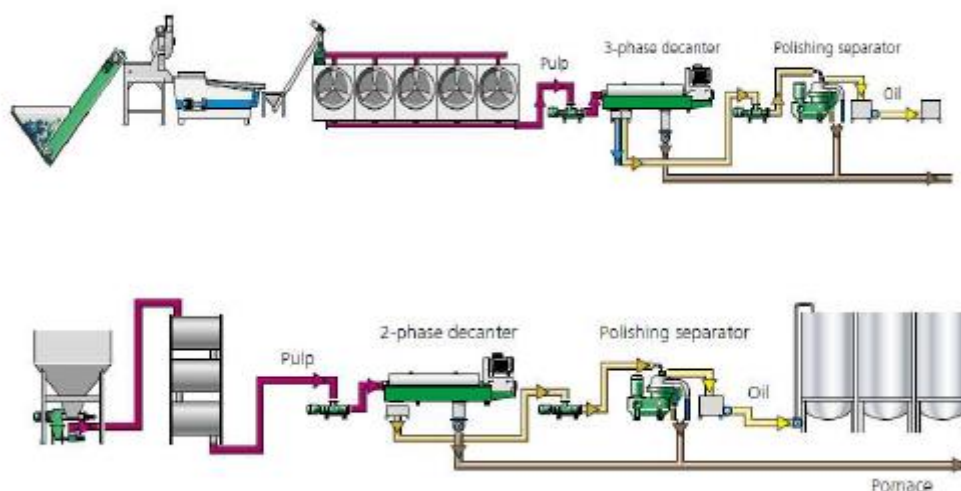 3-phase decanter
Polishing separator
Pulp
Oil
2-phase decanter
Polishing separator
Pulp
Oil
Pomace